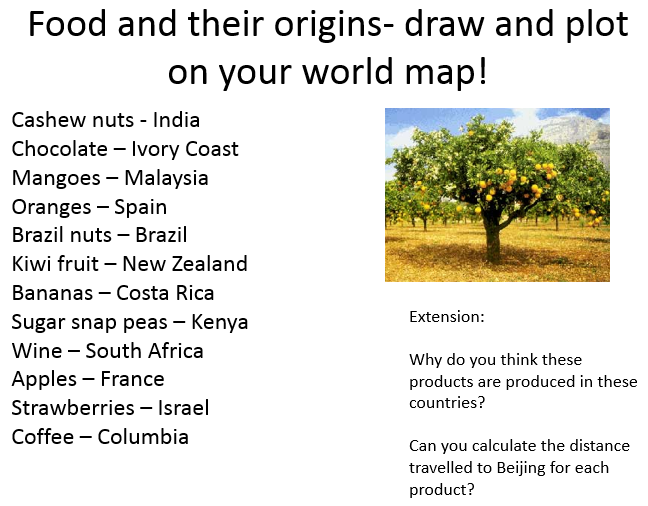 Food and their origins- draw and plot
on your world map!
Cashew nuts - India
Chocolate – Ivory Coast
Mangoes – Malaysia
Oranges – Spain
Brazil nuts – Brazil
Kiwi fruit – New Zealand
Bananas – Costa Rica
Sugar snap peas – Kenya
Wine – South Africa
Apples – France
Strawberries – Israel
Coffee – Columbia
Extension:
Why do you think these
products are produced in these
countries?
Can you calculate the distance
travelled to Beijing for each
product?